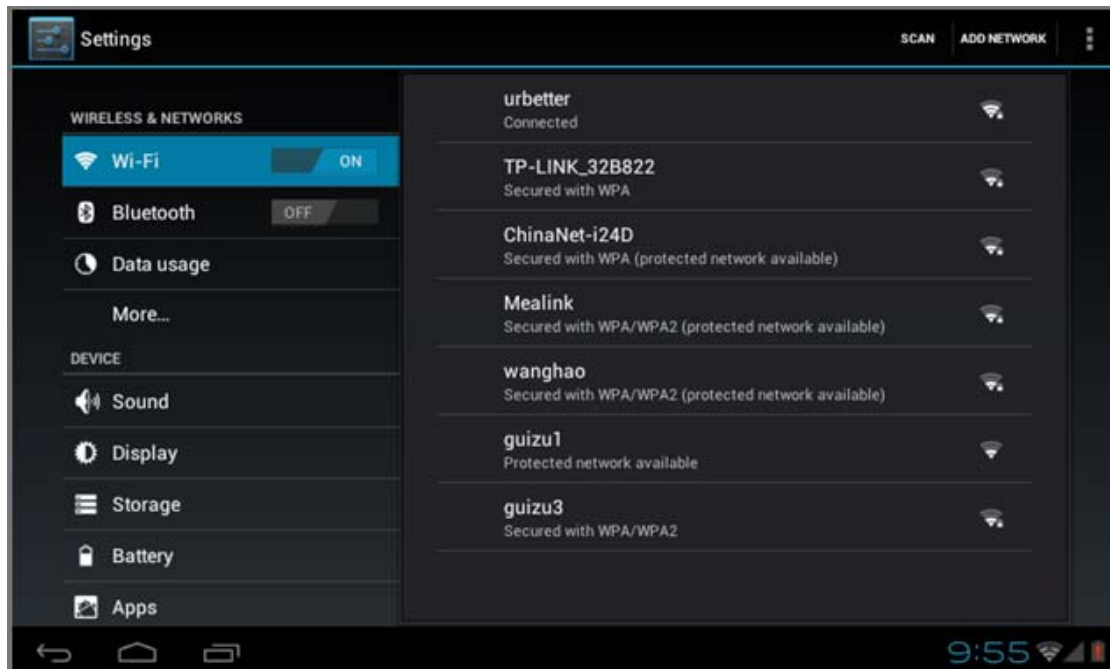 Settings
SCAN
ADD NETWORK
WIRELESS & NETWORKS
Wi-Fi
ON
Bluetooth
OFF
Data usage
More...
DEVICE
Sound
Display
Storage
Battery
Apps
urbetter
Connected
TP-LINK_32B822
Secured with WPA
ChinaNet-i24D
Secured with WPA (protected network available)
Mealink
Secured with WPA/WPA2 (protected network available)
wanghao
Secured with WPA/WPA2 (protected network available)
guizu1
Protected network available
guizu3
Secured with WPA/WPA2
9:55